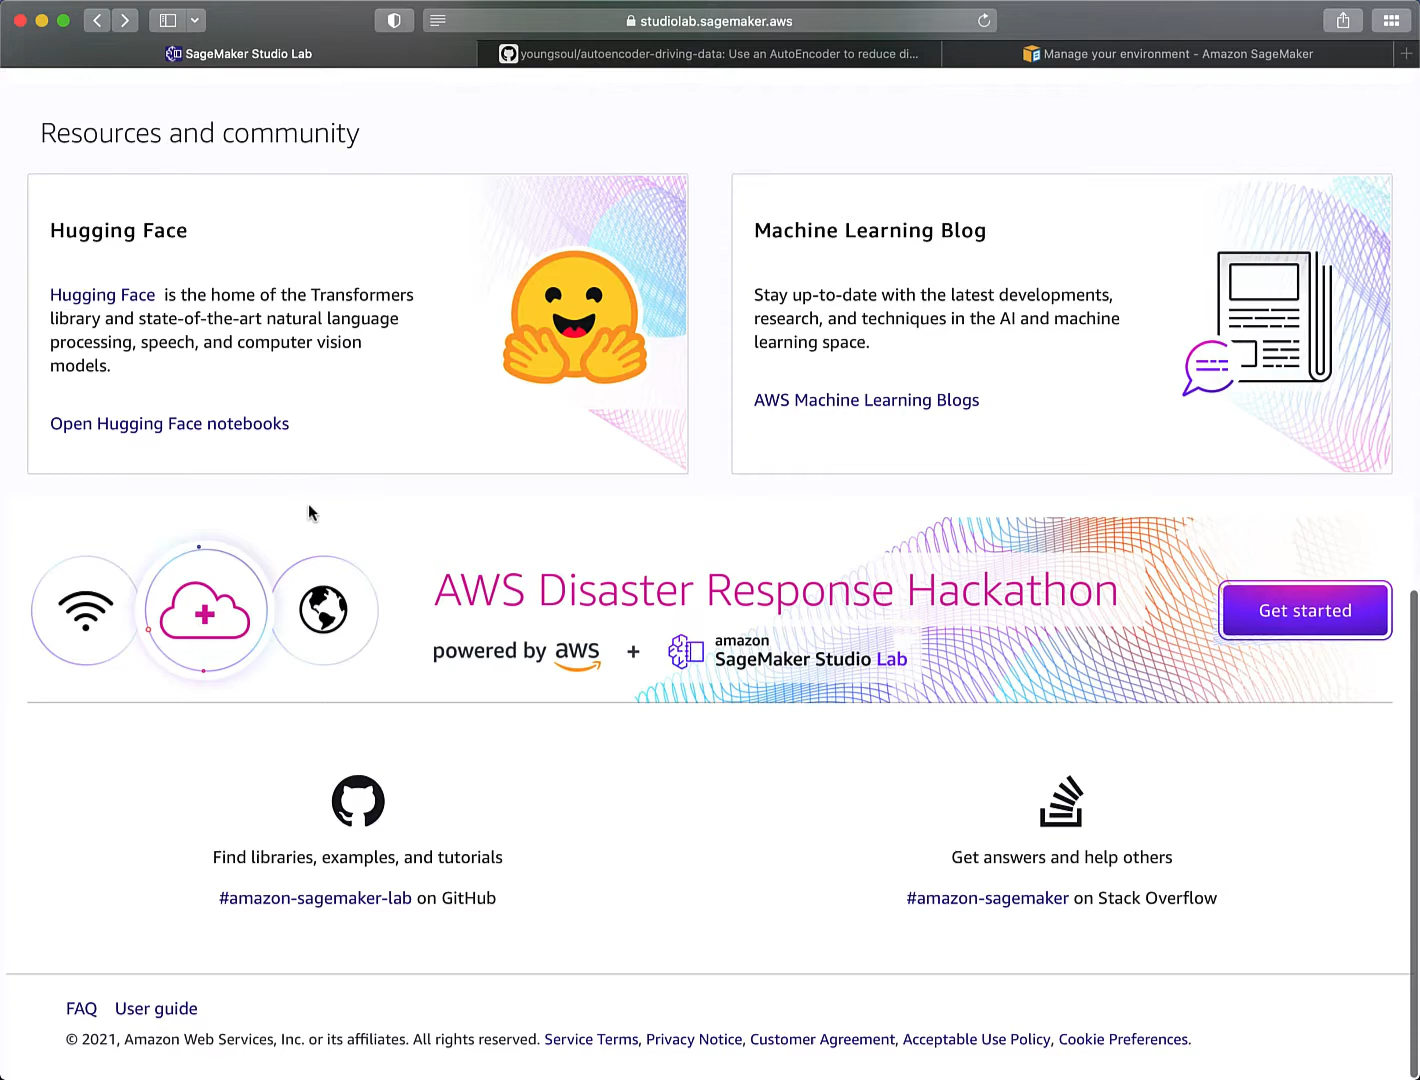 studiolab.sagemaker.aws
SageMaker Studio Lab
youngsoul/autoencoder-driving-data: Use an AutoEncoder to reduce di...
Manage your environment - Amazon SageMaker
Resources and community
Hugging Face
Hugging Face is the home of the Transformers
library and state-of-the-art natural language
processing, speech, and computer vision
models.
Open Hugging Face notebooks
Machine Learning Blog
Stay up-to-date with the latest developments,
research, and techniques in the AI and machine
learning space.
AWS Machine Learning Blogs
AWS Disaster Response Hackathon
powered by aws + amazon SageMaker Studio Lab
Get started
Find libraries, examples, and tutorials
#amazon-sagemaker-lab on GitHub
Get answers and help others
#amazon-sagemaker on Stack Overflow
FAQ User guide
© 2021, Amazon Web Services, Inc. or its affiliates. All rights reserved. Service Terms, Privacy Notice, Customer Agreement, Acceptable Use Policy, Cookie Preferences.